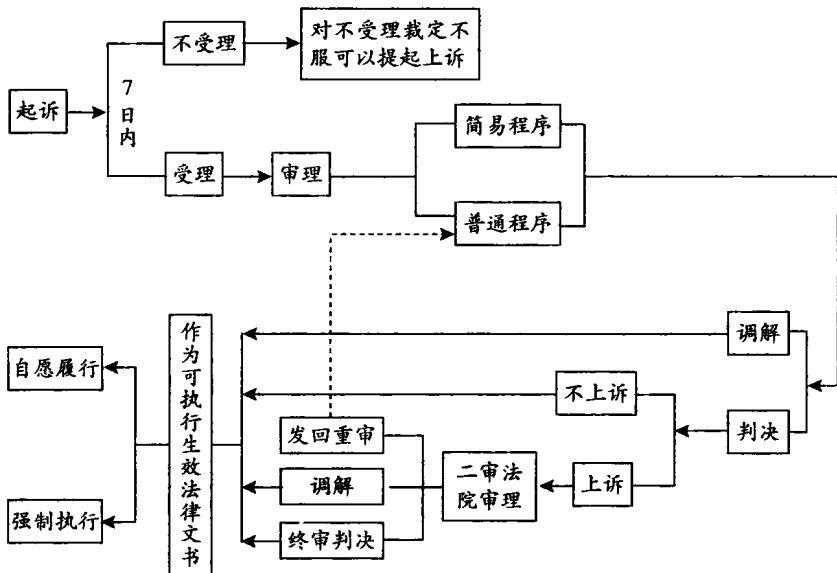 不受理
对不受理裁定不
服可以提起上诉
起诉
7
日
内
受理
审理
简易程序
普通程序
调解
判决
不上诉
上诉
二审法
院审理
发回重审
调解
终审判决
作为可执行生效法律文书
自愿履行
强制执行